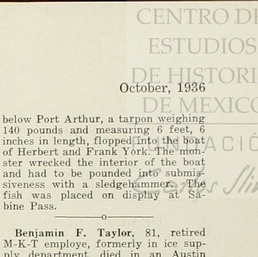 CENTRO DE
ESTUDIOS
DE HISTORI
DE MEXICO
October, 1936
below Port Arthur, a tarpon weighing
140 pounds and measuring 6 feet, 6
inches in length, flopped into the boat
of Herbert and Frank York. The mon-
ster wrecked the interior of the boat
and had to be pounded into submis-
siveness with a sledgehammer. The
fish was placed on display at Sa-
bine Pass.
Benjamin F. Taylor, 81, retired
M-K-T employe, formerly in ice sup-
ply department, died in an Austin